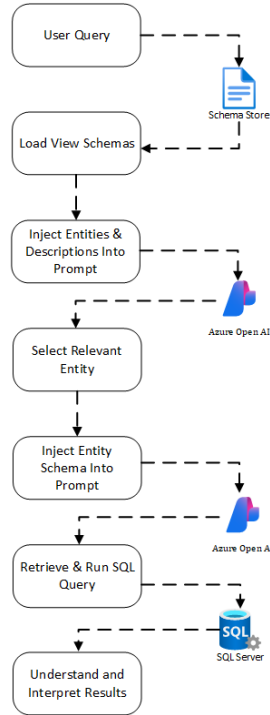 User Query
Schema Store
Load View Schemas
Inject Entities &
Descriptions Into
Prompt
Azure Open AI
Select Relevant
Entity
Inject Entity
Schema Into
Prompt
Azure Open A
Retrieve & Run SQL
Query
SQL
SQL Server
Understand and
Interpret Results